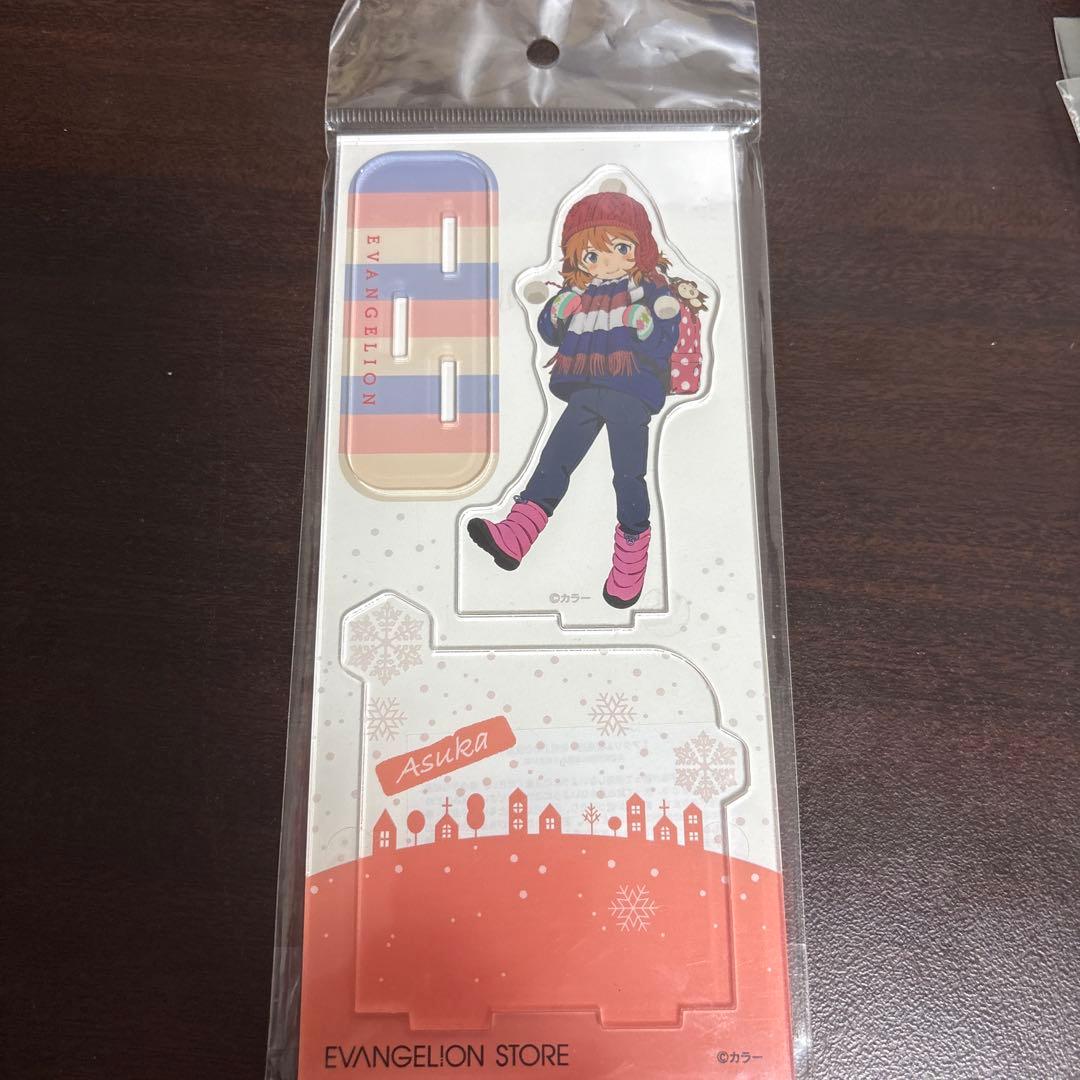 EVANGELION
©カラー
Asuka
EVANGELION STORE
©カラー